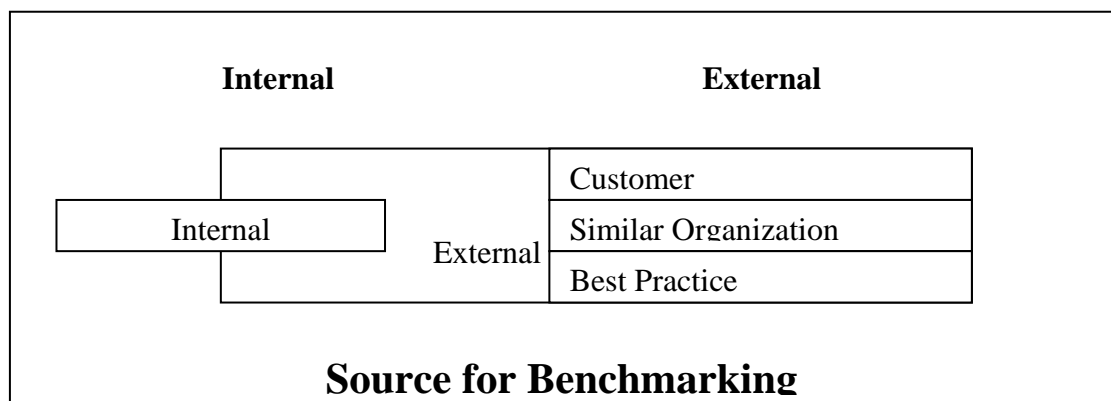 Internal External
Customer
Internal Similar Organization
External
Best Practice
Source for Benchmarking